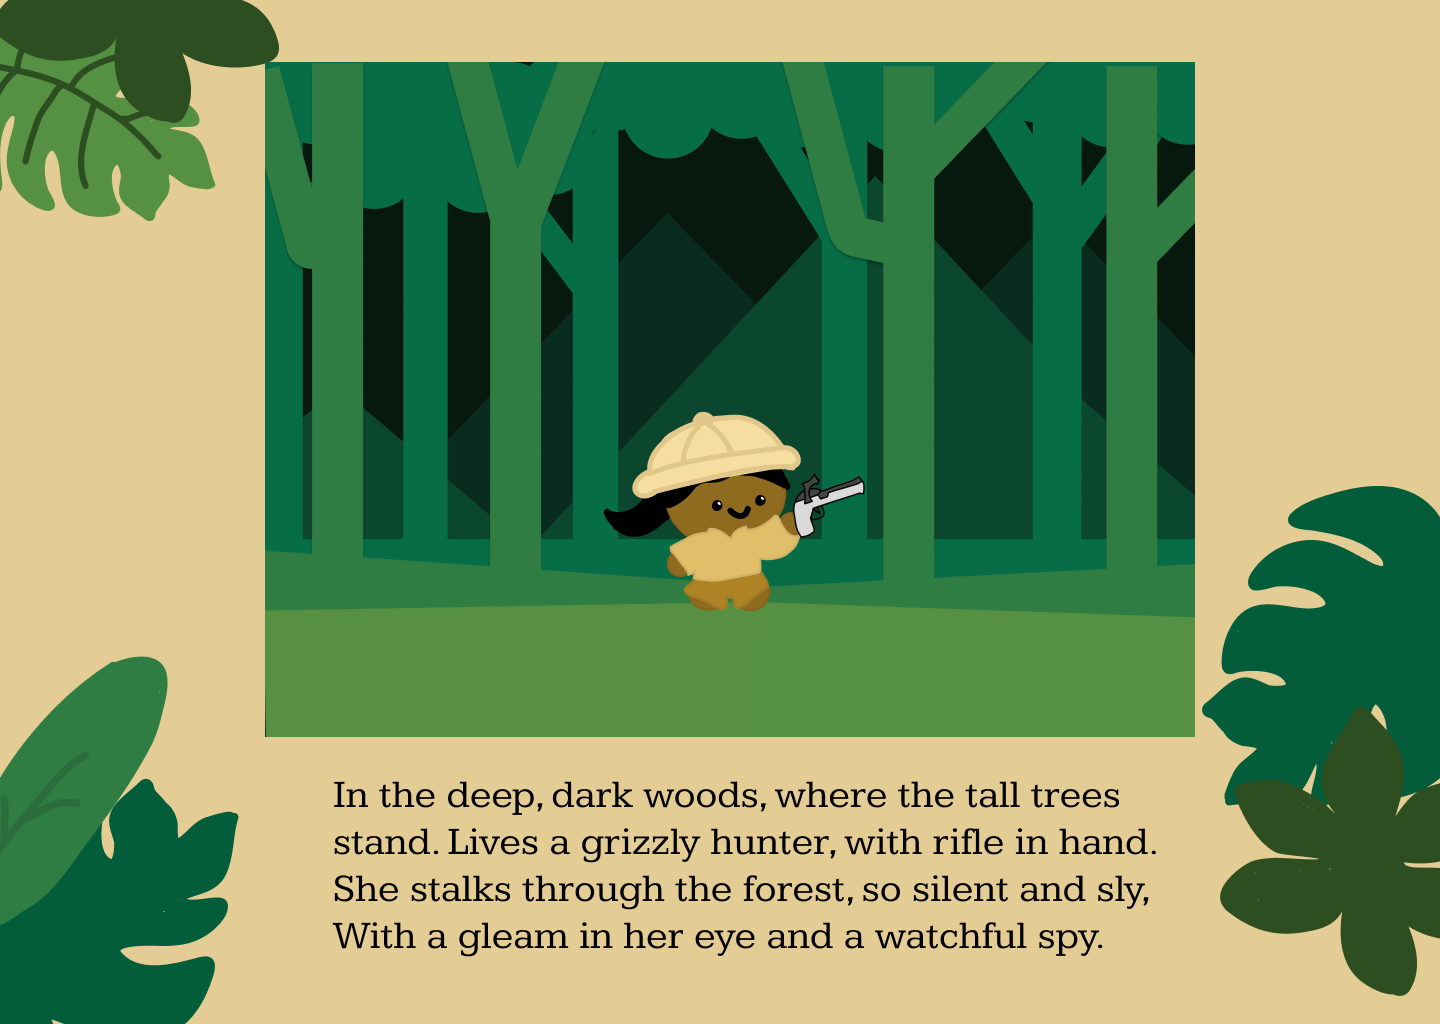 In the deep, dark woods, where the tall trees
stand. Lives a grizzly hunter, with rifle in hand.
She stalks through the forest, so silent and sly,
With a gleam in her eye and a watchful spy.